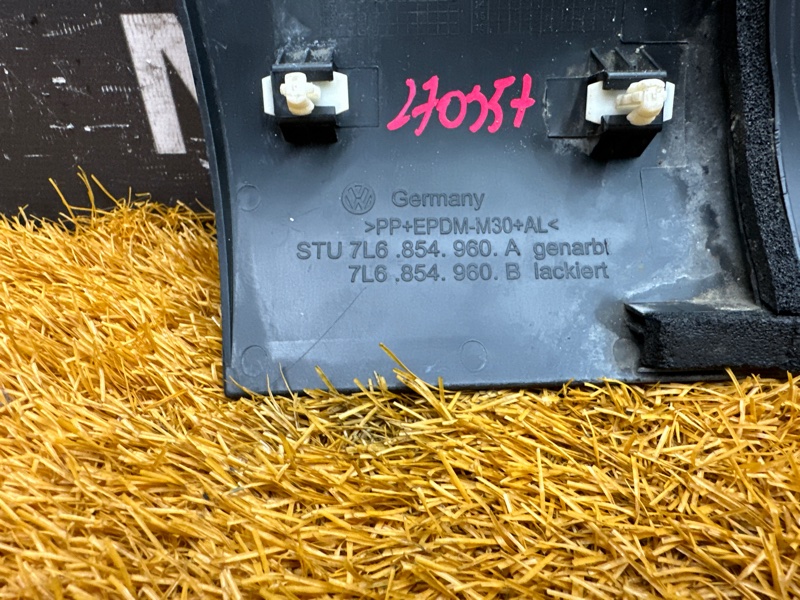 270357
Germany
>PP+EPDM-M30+AL<
STU 7L6 .854. 960. A genarbt
7L6 .854. 960. B lackiert